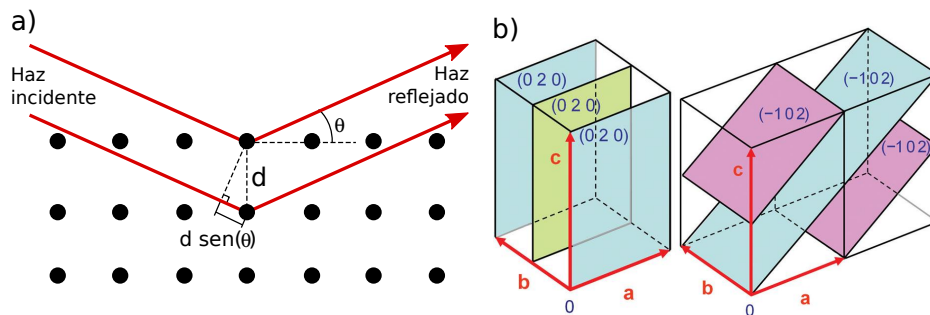 a)
Haz
incidente
Haz
reflejado
θ
d
d sen(θ)
b)
(0 2 0)
(0 2 0)
(0 2 0)
c
b
a
0
(−1 0 2)
(−1 0 2)
(−1 0 2)
c
b
a
0